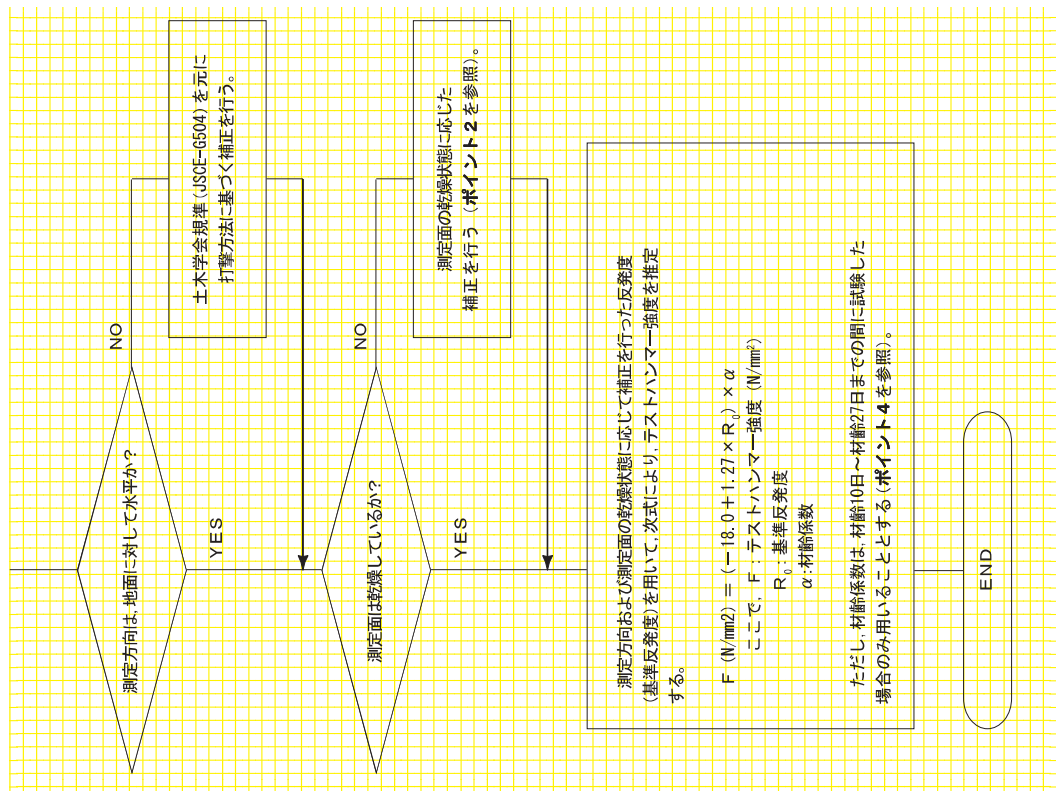 測定方向は,地面に対して水平か?
NO
土木学会規準(JSCE-G504)を元に
打撃方法に基づく補正を行う。
YES
測定面は乾燥しているか?
NO
測定面の乾燥状態に応じた
補正を行う(ポイント2を参照)。
YES
測定方向および測定面の乾燥状態に応じて補正を行った反発度
(基準反発度)を用いて,次式により,テストハンマー強度を推定
する。
F (N/mm2)=(-18.0+1.27×R₀)×α
ここで, F:テストハンマー強度 (N/mm²)
R₀:基準反発度
α:材齢係数
ただし,材齢係数は,材齢10日~材齢27日までの間に試験した
場合のみ用いることとする(ポイント4を参照)。
END